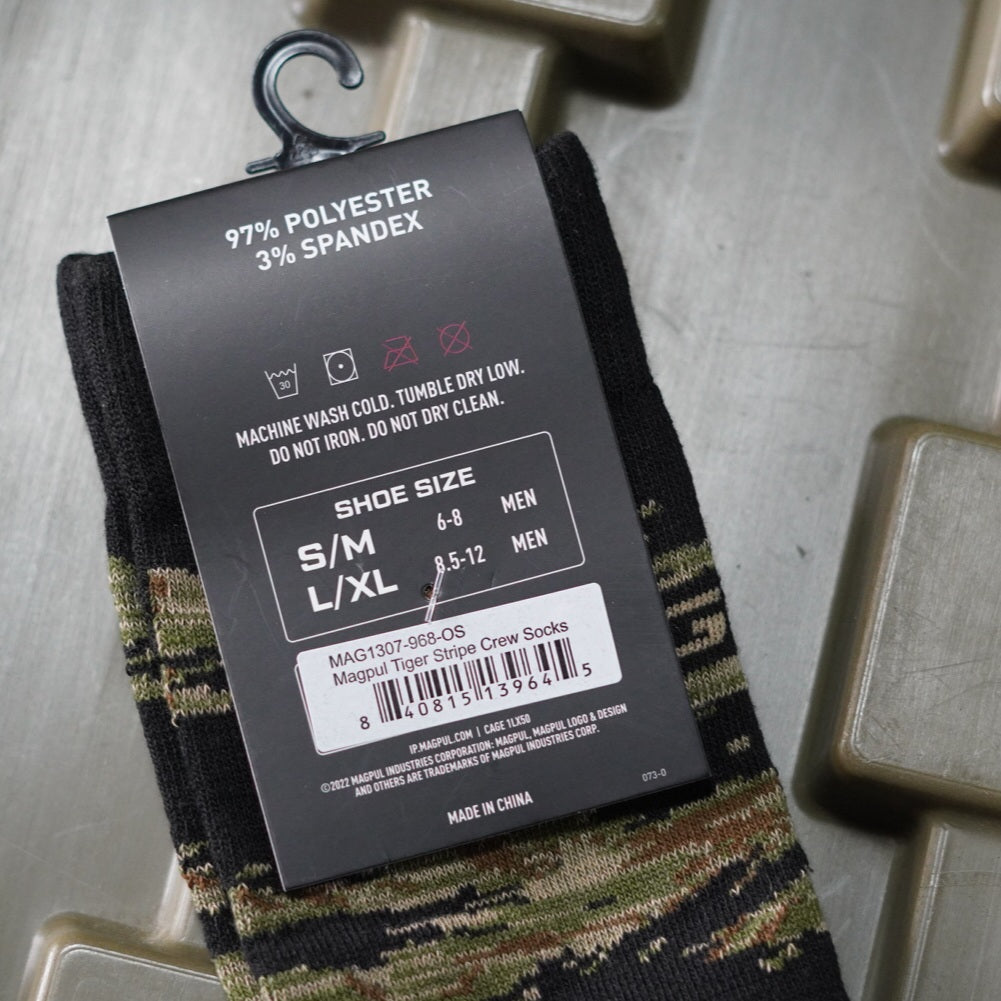 97% POLYESTER
3% SPANDEX
30
MACHINE WASH COLD. TUMBLE DRY LOW.
DO NOT IRON. DO NOT DRY CLEAN.
SHOE SIZE
S/M 6-8 MEN
L/XL 8.5-12 MEN
MAG1307-968-OS
Magpul Tiger Stripe Crew Socks
8 40815 13964 5
IP.MAGPUL.COM | CAGE 1LX50
©2022 MAGPUL INDUSTRIES CORPORATION: MAGPUL, MAGPUL LOGO & DESIGN
AND OTHERS ARE TRADEMARKS OF MAGPUL INDUSTRIES CORP.
073-0
MADE IN CHINA